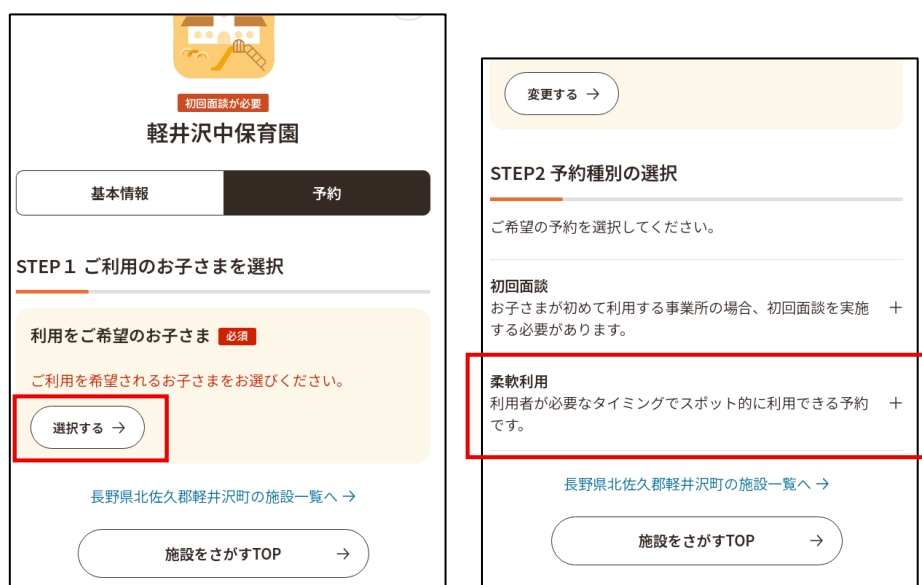 初回面談が必要
軽井沢中保育園
基本情報
予約
STEP１ ご利用のお子さまを選択
利用をご希望のお子さま 必須
ご利用を希望されるお子さまをお選びください。
選択する →
長野県北佐久郡軽井沢町の施設一覧へ →
施設をさがすTOP →
変更する →
STEP2 予約種別の選択
ご希望の予約を選択してください。
初回面談
お子さまが初めて利用する事業所の場合、初回面談を実施
する必要があります。
柔軟利用
利用者が必要なタイミングでスポット的に利用できる予約
です。
長野県北佐久郡軽井沢町の施設一覧へ →
施設をさがすTOP →